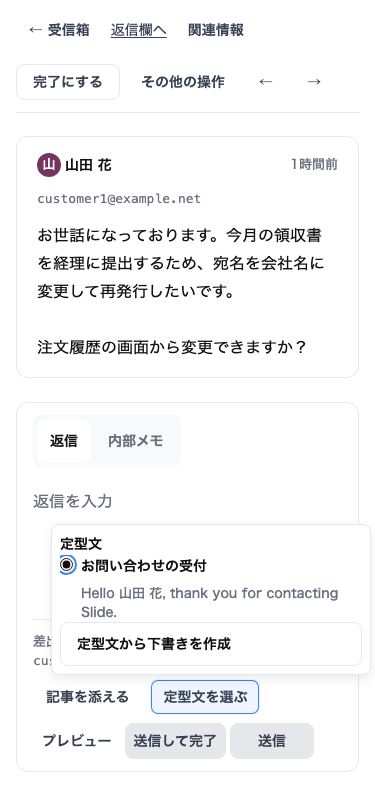 ← 受信箱 返信欄へ 関連情報
完了にする その他の操作 ← →
山 山田 花 1時間前
customer1@example.net
お世話になっております。今月の領収書
を経理に提出するため、宛名を会社名に
変更して再発行したいです。
注文履歴の画面から変更できますか？
返信 内部メモ
返信を入力
定型文
お問い合わせの受付
Hello 山田 花, thank you for contacting
Slide.
定型文から下書きを作成
記事を添える 定型文を選ぶ
プレビュー 送信して完了 送信